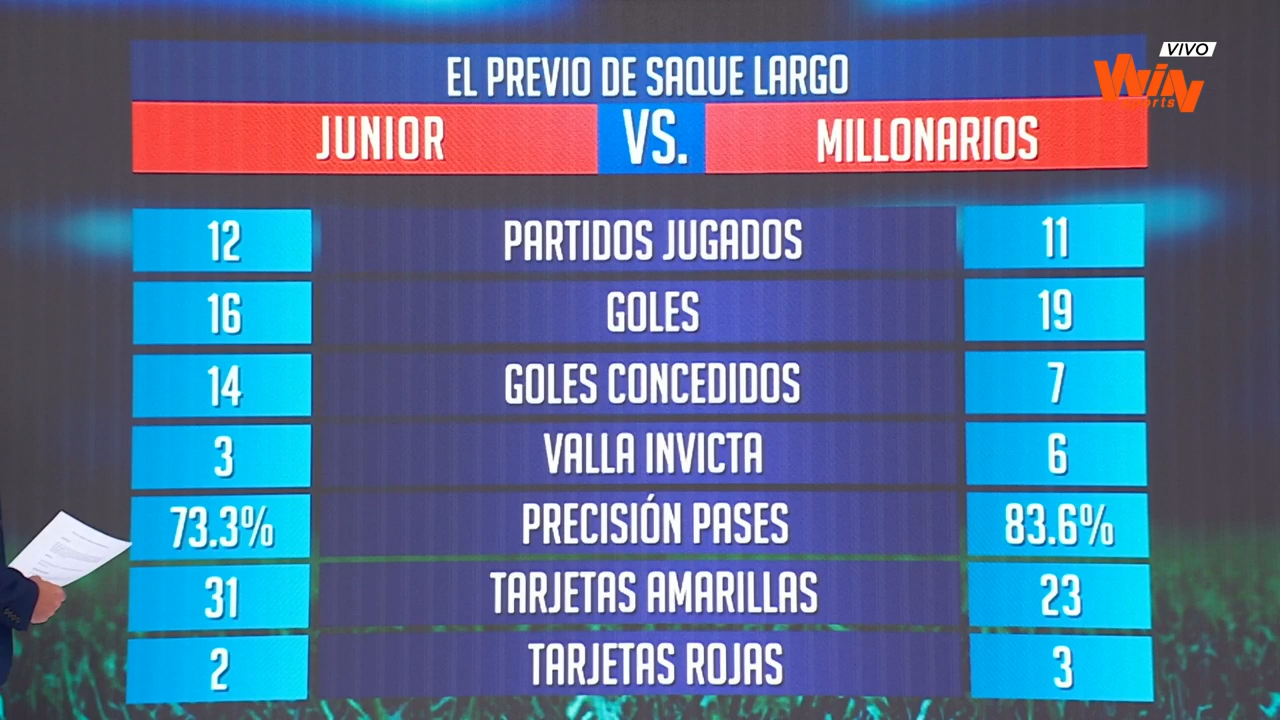 VIVO
WIN
sports
EL PREVIO DE SAQUE LARGO
JUNIOR VS. MILLONARIOS
12 PARTIDOS JUGADOS 11
16 GOLES 19
14 GOLES CONCEDIDOS 7
3 VALLA INVICTA 6
73.3% PRECISIÓN PASES 83.6%
31 TARJETAS AMARILLAS 23
2 TARJETAS ROJAS 3